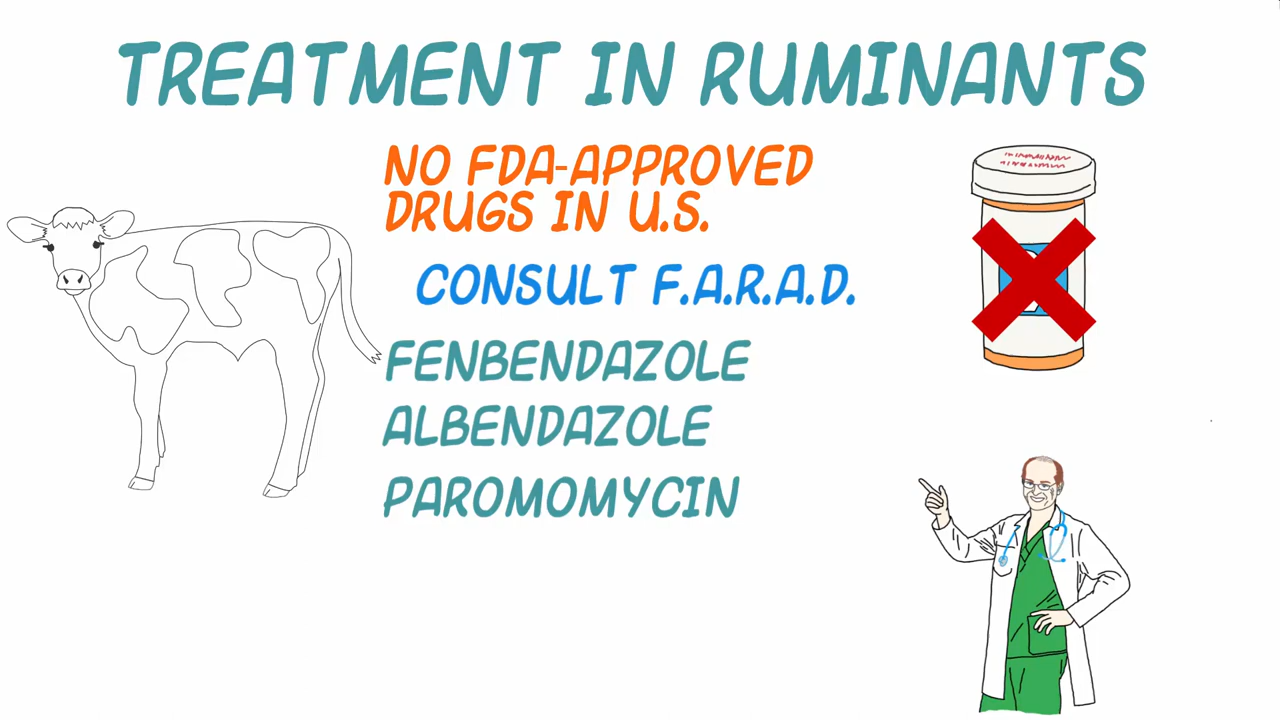 TREATMENT IN RUMINANTS
NO FDA-APPROVED
DRUGS IN U.S.
CONSULT F.A.R.A.D.
FENBENDAZOLE
ALBENDAZOLE
PAROMOMYCIN